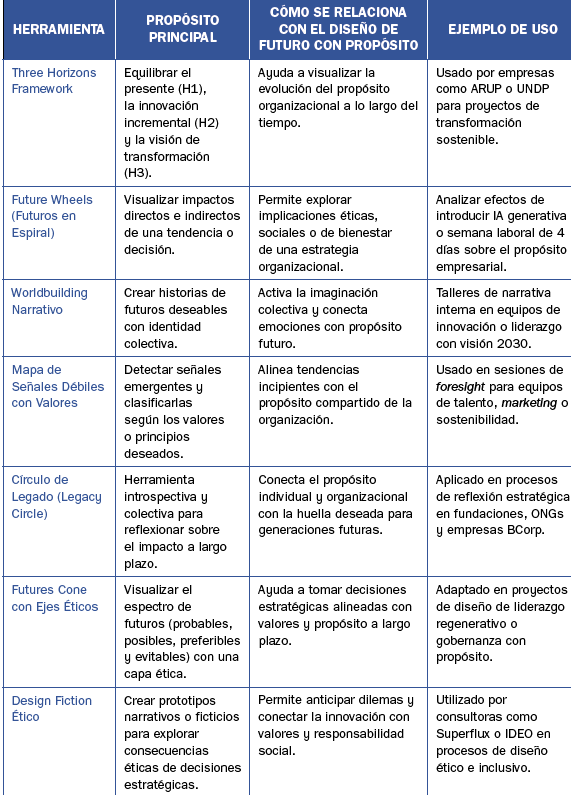 HERRAMIENTA
PROPÓSITO
PRINCIPAL
CÓMO SE RELACIONA
CON EL DISEÑO DE
FUTURO CON PROPÓSITO
EJEMPLO DE USO
Three Horizons
Framework
Equilibrar el
presente (H1),
la innovación
incremental (H2)
y la visión de
transformación
(H3).
Ayuda a visualizar la
evolución del propósito
organizacional a lo largo del
tiempo.
Usado por empresas
como ARUP o UNDP
para proyectos de
transformación
sostenible.
Future Wheels
(Futuros en
Espiral)
Visualizar impactos
directos e indirectos
de una tendencia o
decisión.
Permite explorar
implicaciones éticas,
sociales o de bienestar
de una estrategia
organizacional.
Analizar efectos de
introducir IA generativa
o semana laboral de 4
días sobre el propósito
empresarial.
Worldbuilding
Narrativo
Crear historias de
futuros deseables
con identidad
colectiva.
Activa la imaginación
colectiva y conecta
emociones con propósito
futuro.
Talleres de narrativa
interna en equipos de
innovación o liderazgo
con visión 2030.
Mapa de
Señales Débiles
con Valores
Detectar señales
emergentes y
clasificarlas
según los valores
o principios
deseados.
Alinea tendencias
incipientes con el
propósito compartido de la
organización.
Usado en sesiones de
foresight para equipos
de talento, marketing o
sostenibilidad.
Círculo de
Legado (Legacy
Circle)
Herramienta
introspectiva y
colectiva para
reflexionar sobre
el impacto a largo
plazo.
Conecta el propósito
individual y organizacional
con la huella deseada para
generaciones futuras.
Aplicado en procesos
de reflexión estratégica
en fundaciones, ONGs
y empresas BCorp.
Futures Cone
con Ejes Éticos
Visualizar el
espectro de
futuros (probables,
posibles, preferibles
y evitables) con una
capa ética.
Ayuda a tomar decisiones
estratégicas alineadas con
valores y propósito a largo
plazo.
Adaptado en proyectos
de diseño de liderazgo
regenerativo o
gobernanza con
propósito.
Design Fiction
Ético
Crear prototipos
narrativos o ficticios
para explorar
consecuencias
éticas de decisiones
estratégicas.
Permite anticipar dilemas y
conectar la innovación con
valores y responsabilidad
social.
Utilizado por
consultoras como
Superflux o IDEO en
procesos de diseño
ético e inclusivo.